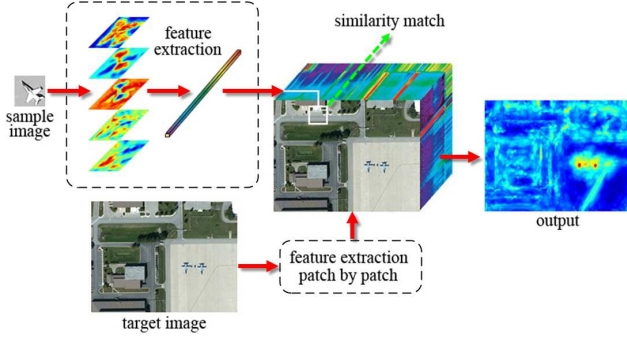 similarity match
feature
extraction
sample
image
output
feature extraction
patch by patch
target image